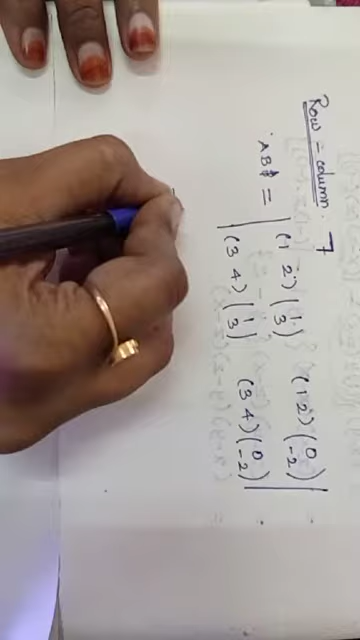 Row = column. 7
AB = | (1 2) (1 3) (1 2) (0 -2)
(3 4) (1 3) (3 4) (0 -2) |